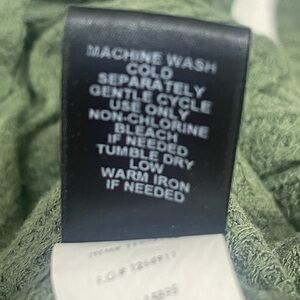 MACHINE WASH
COLD
SEPARATELY
GENTLE CYCLE
USE ONLY
NON-CHLORINE
BLEACH
IF NEEDED
TUMBLE DRY
LOW
WARM IRON
IF NEEDED
P.O.#